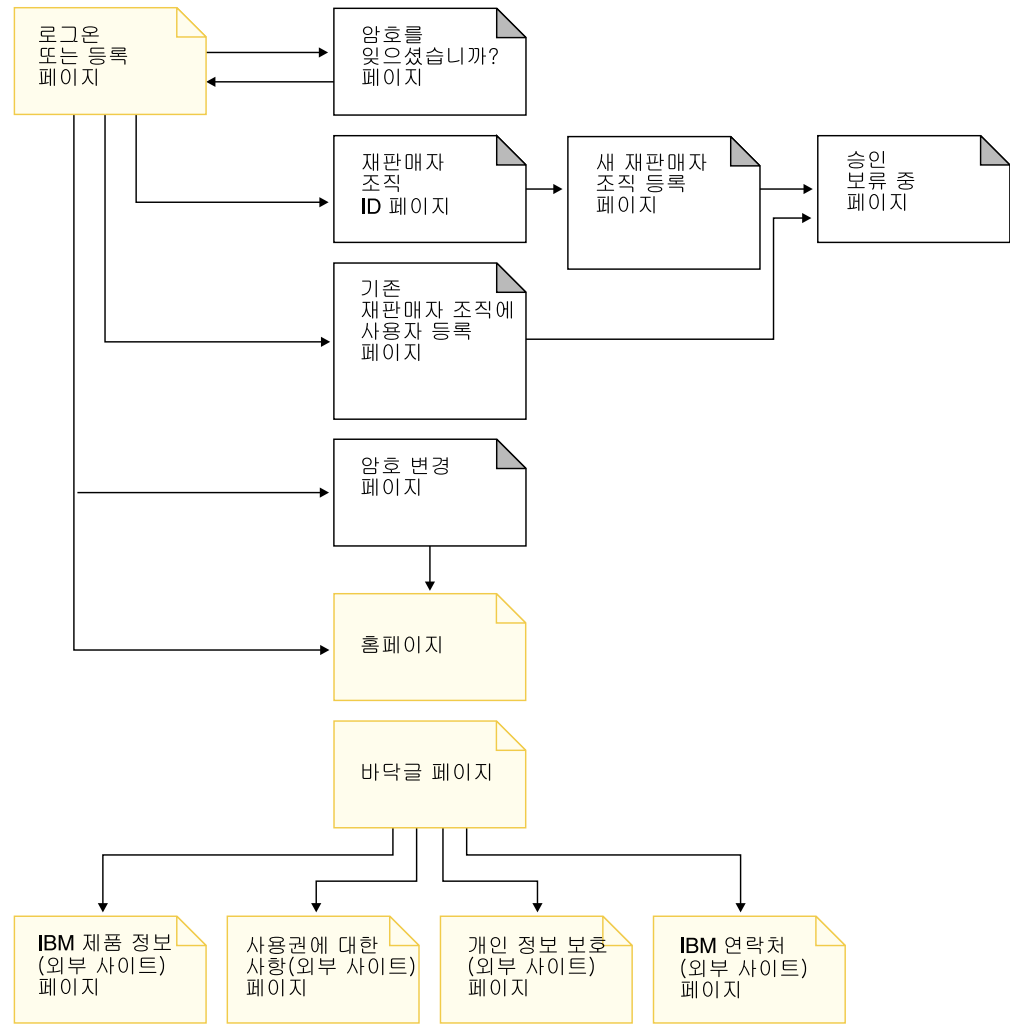 로그온
또는 등록
페이지
암호를
잊으셨습니까?
페이지
재판매자
조직
ID 페이지
새 재판매자
조직 등록
페이지
승인
보류 중
페이지
기존
재판매자 조직에
사용자 등록
페이지
암호 변경
페이지
홈페이지
바닥글 페이지
IBM 제품 정보
(외부 사이트)
페이지
사용권에 대한
사항(외부 사이트)
페이지
개인 정보 보호
(외부 사이트)
페이지
IBM 연락처
(외부 사이트)
페이지